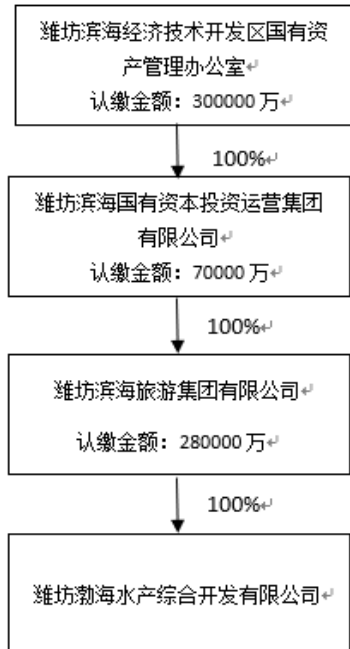 潍坊滨海经济技术开发区国有资
产管理办公室↵
认缴金额：300000 万↵
100%↵
潍坊滨海国有资本投资运营集团
有限公司↵
认缴金额：70000 万↵
100%↵
潍坊滨海旅游集团有限公司↵
认缴金额：280000 万↵
100%↵
潍坊渤海水产综合开发有限公司↵